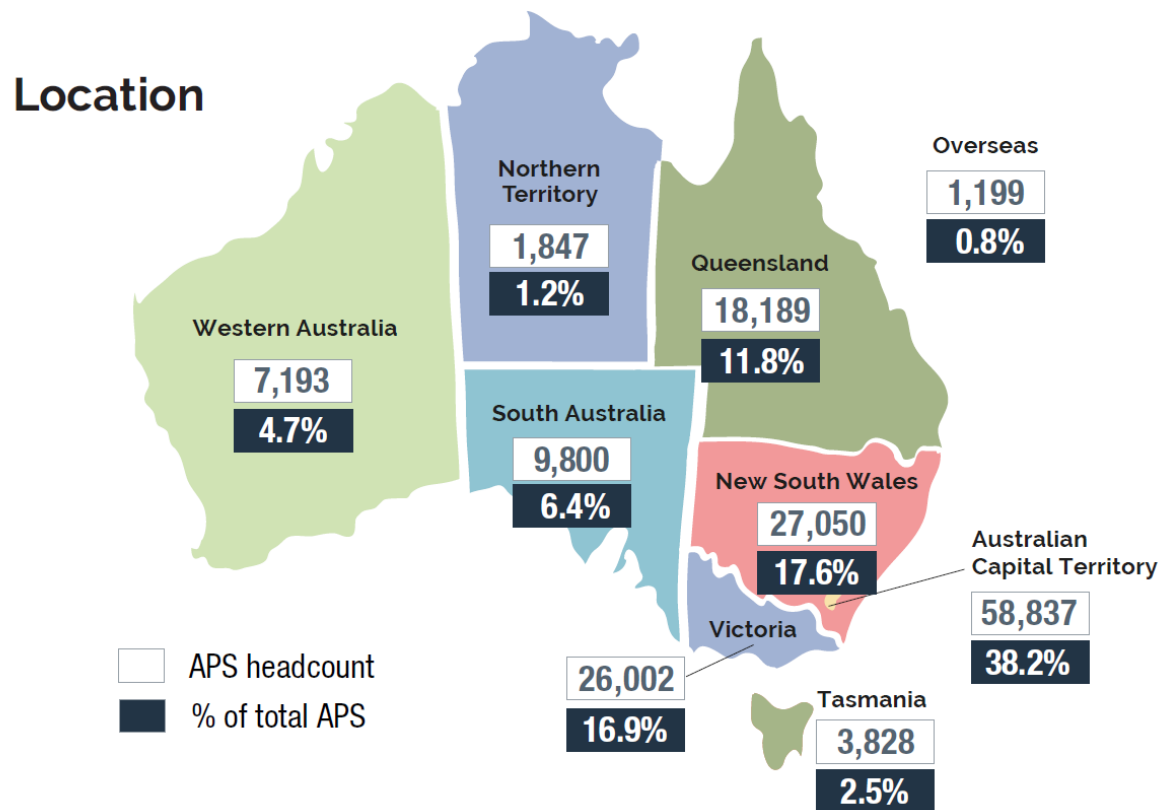 Location
Northern
Territory
1,847
1.2%
Overseas
1,199
0.8%
Queensland
18,189
11.8%
Western Australia
7,193
4.7%
South Australia
9,800
6.4%
New South Wales
27,050
17.6%
Australian
Capital Territory
58,837
38.2%
Victoria
26,002
16.9%
Tasmania
3,828
2.5%
APS headcount
% of total APS